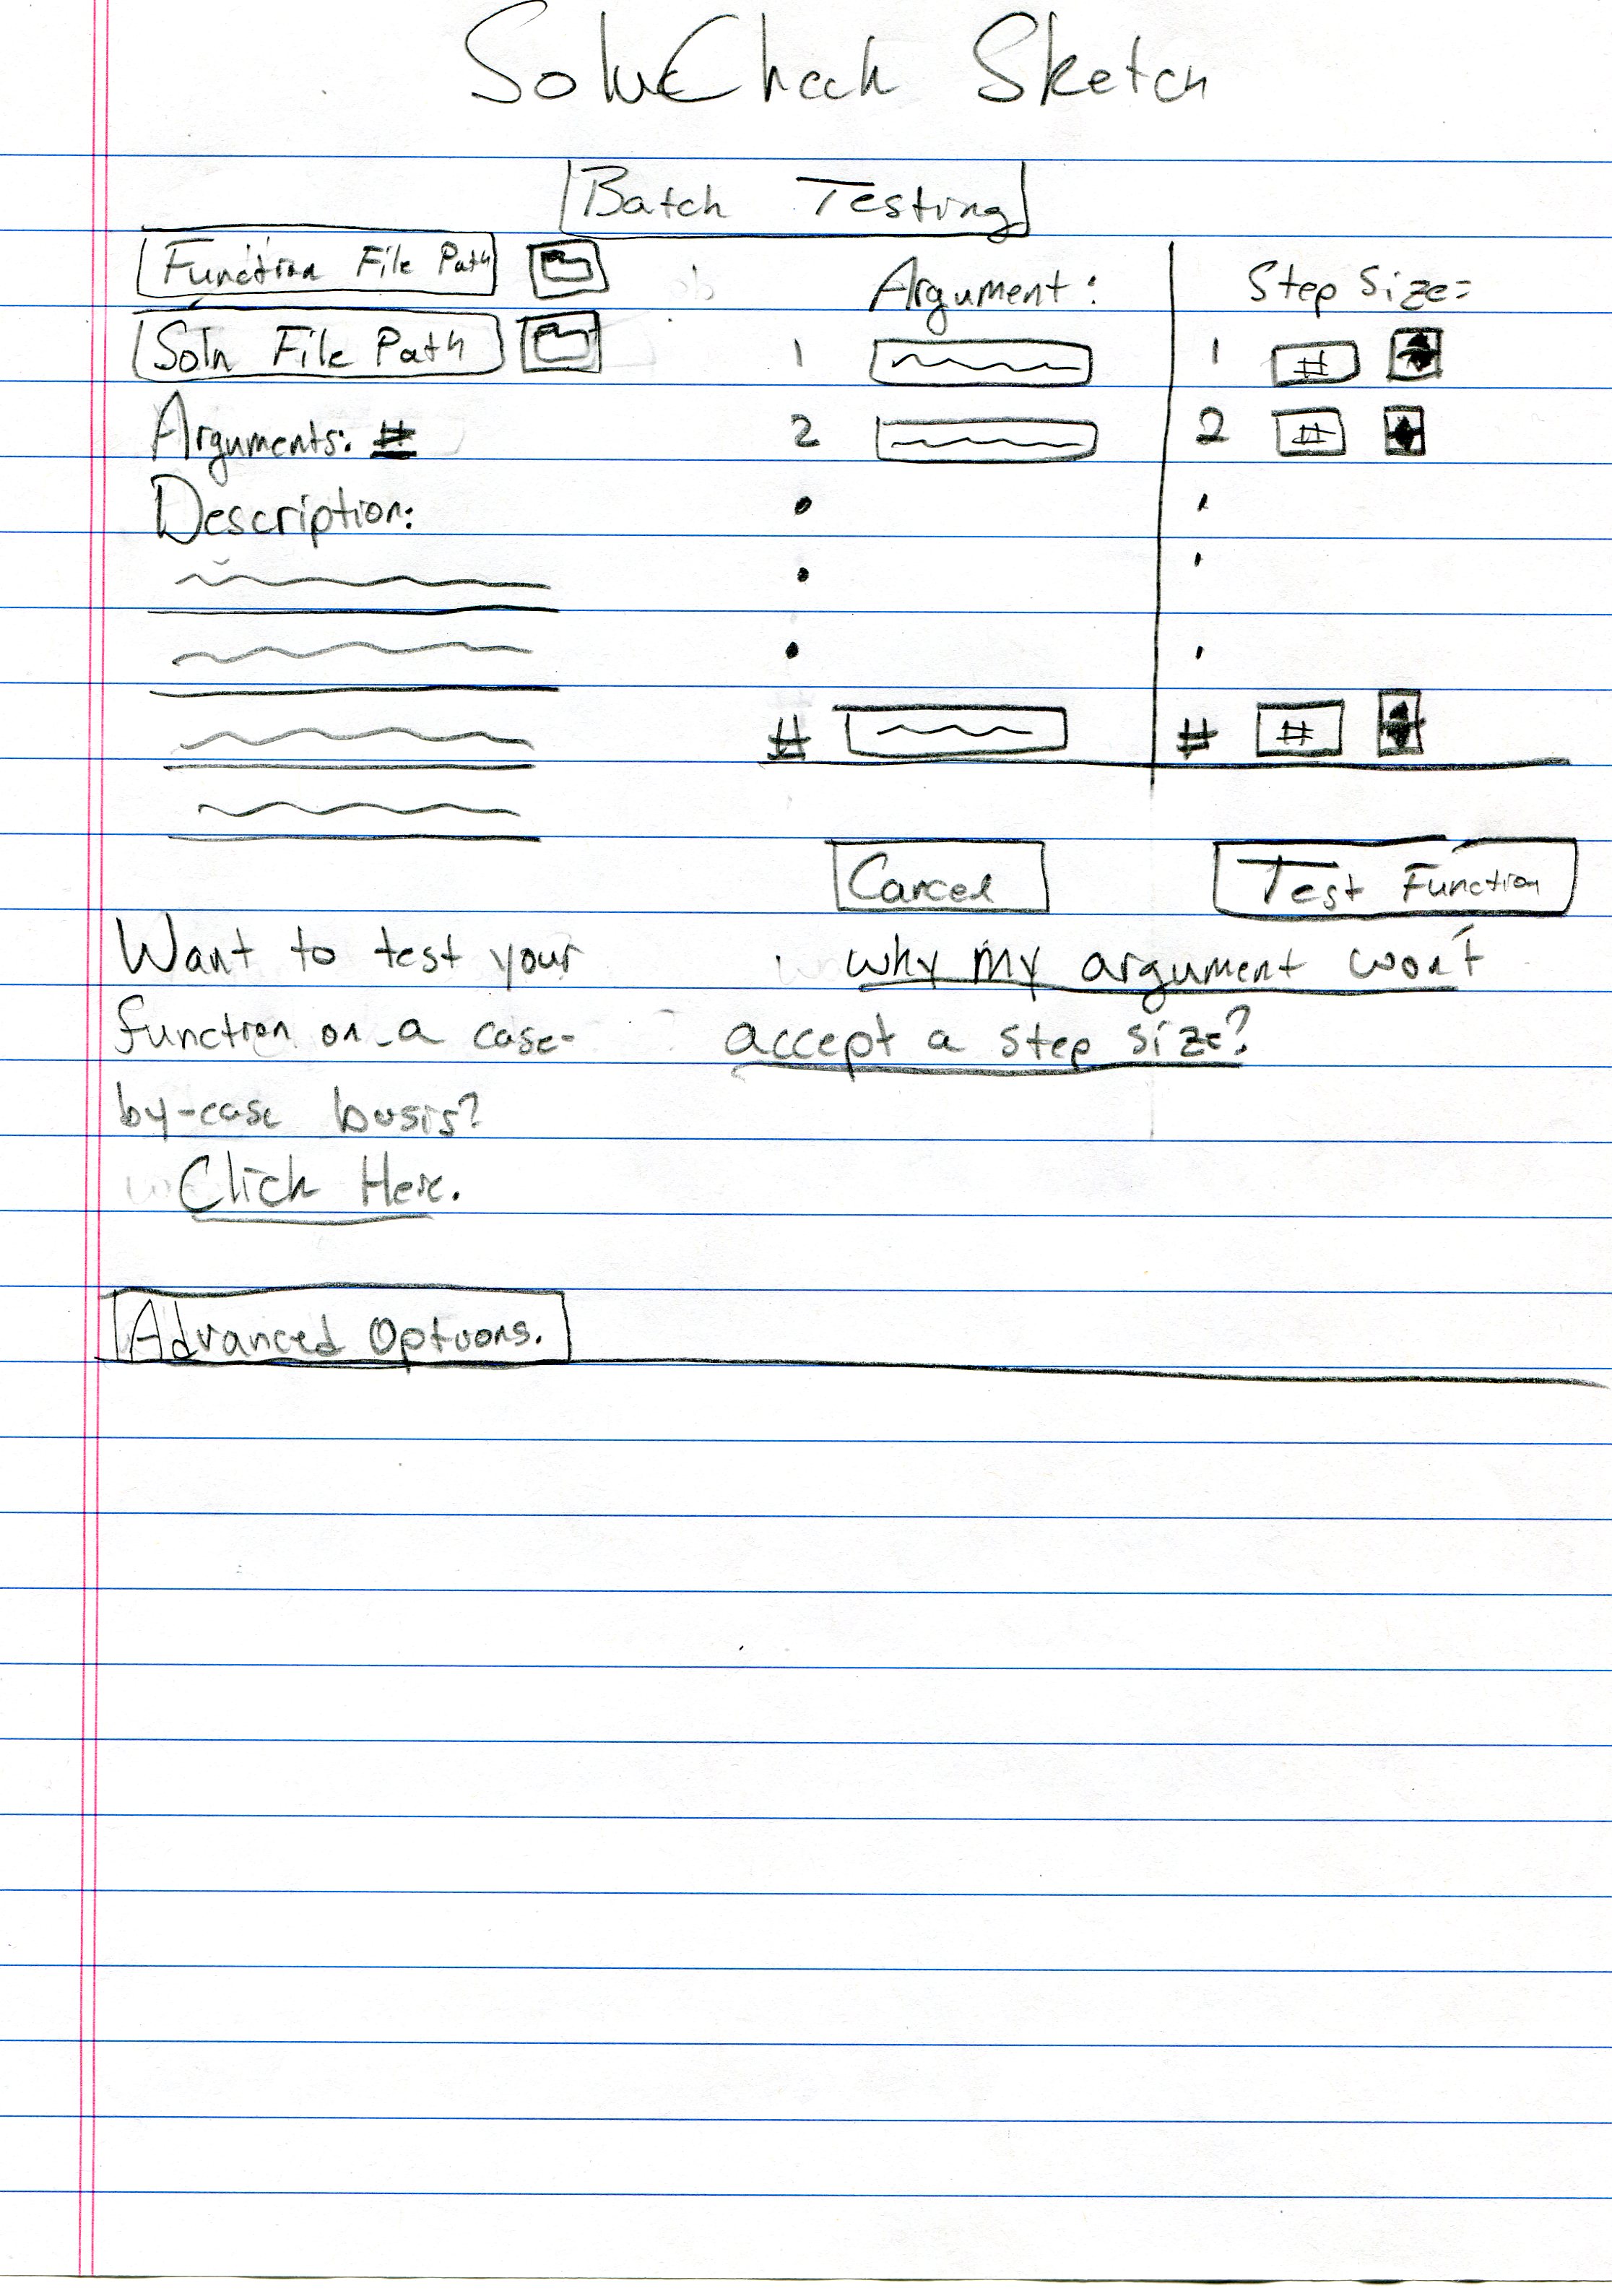 SoluCheck Sketch
Batch Testing
Function File Path
Soln File Path
Arguments: #
Description:
Argument:
Step Size:
1
1 #
2
2 #
#
# #
Cancel
Test Function
Want to test your
function on a case-
by-case basis?
Click Here.
why my argument won't
accept a step size?
Advanced Options.